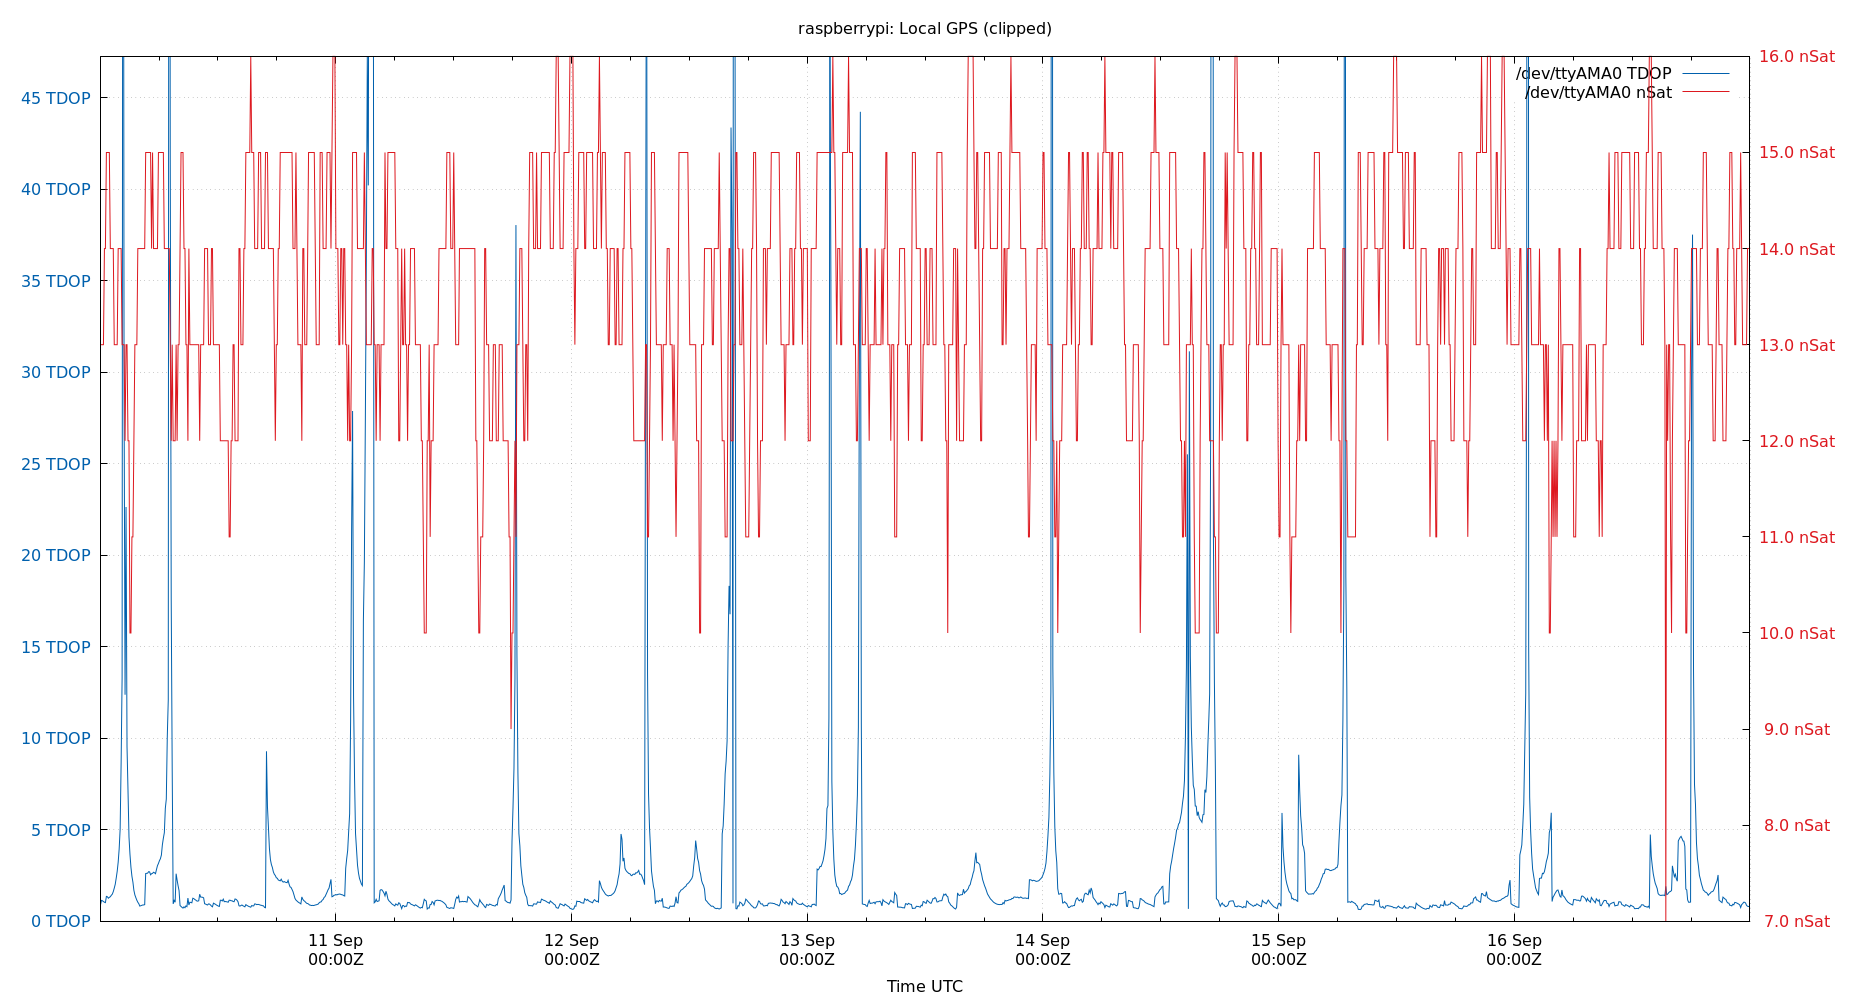 raspberrypi: Local GPS (clipped)
/dev/ttyAMA0 TDOP
/dev/ttyAMA0 nSat
45 TDOP
40 TDOP
35 TDOP
30 TDOP
25 TDOP
20 TDOP
15 TDOP
10 TDOP
5 TDOP
0 TDOP
16.0 nSat
15.0 nSat
14.0 nSat
13.0 nSat
12.0 nSat
11.0 nSat
10.0 nSat
9.0 nSat
8.0 nSat
7.0 nSat
11 Sep
00:00Z
12 Sep
00:00Z
13 Sep
00:00Z
14 Sep
00:00Z
15 Sep
00:00Z
16 Sep
00:00Z
Time UTC